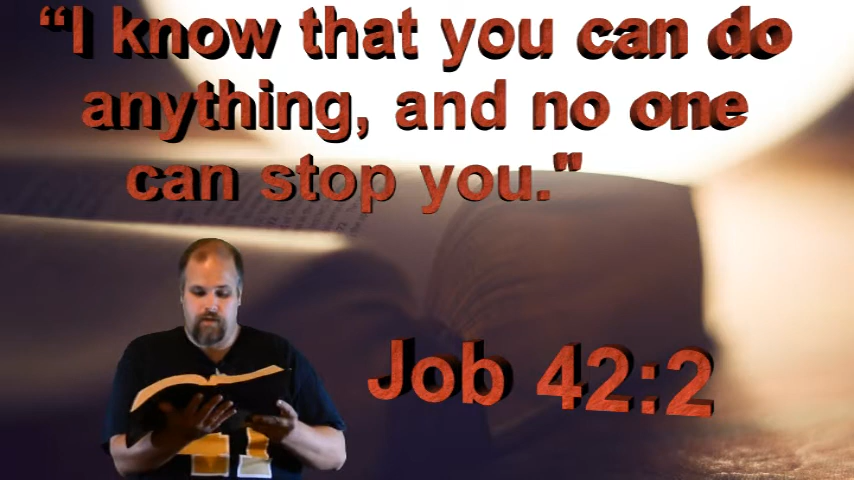 “I know that you can do
anything, and no one
can stop you."
Job 42:2